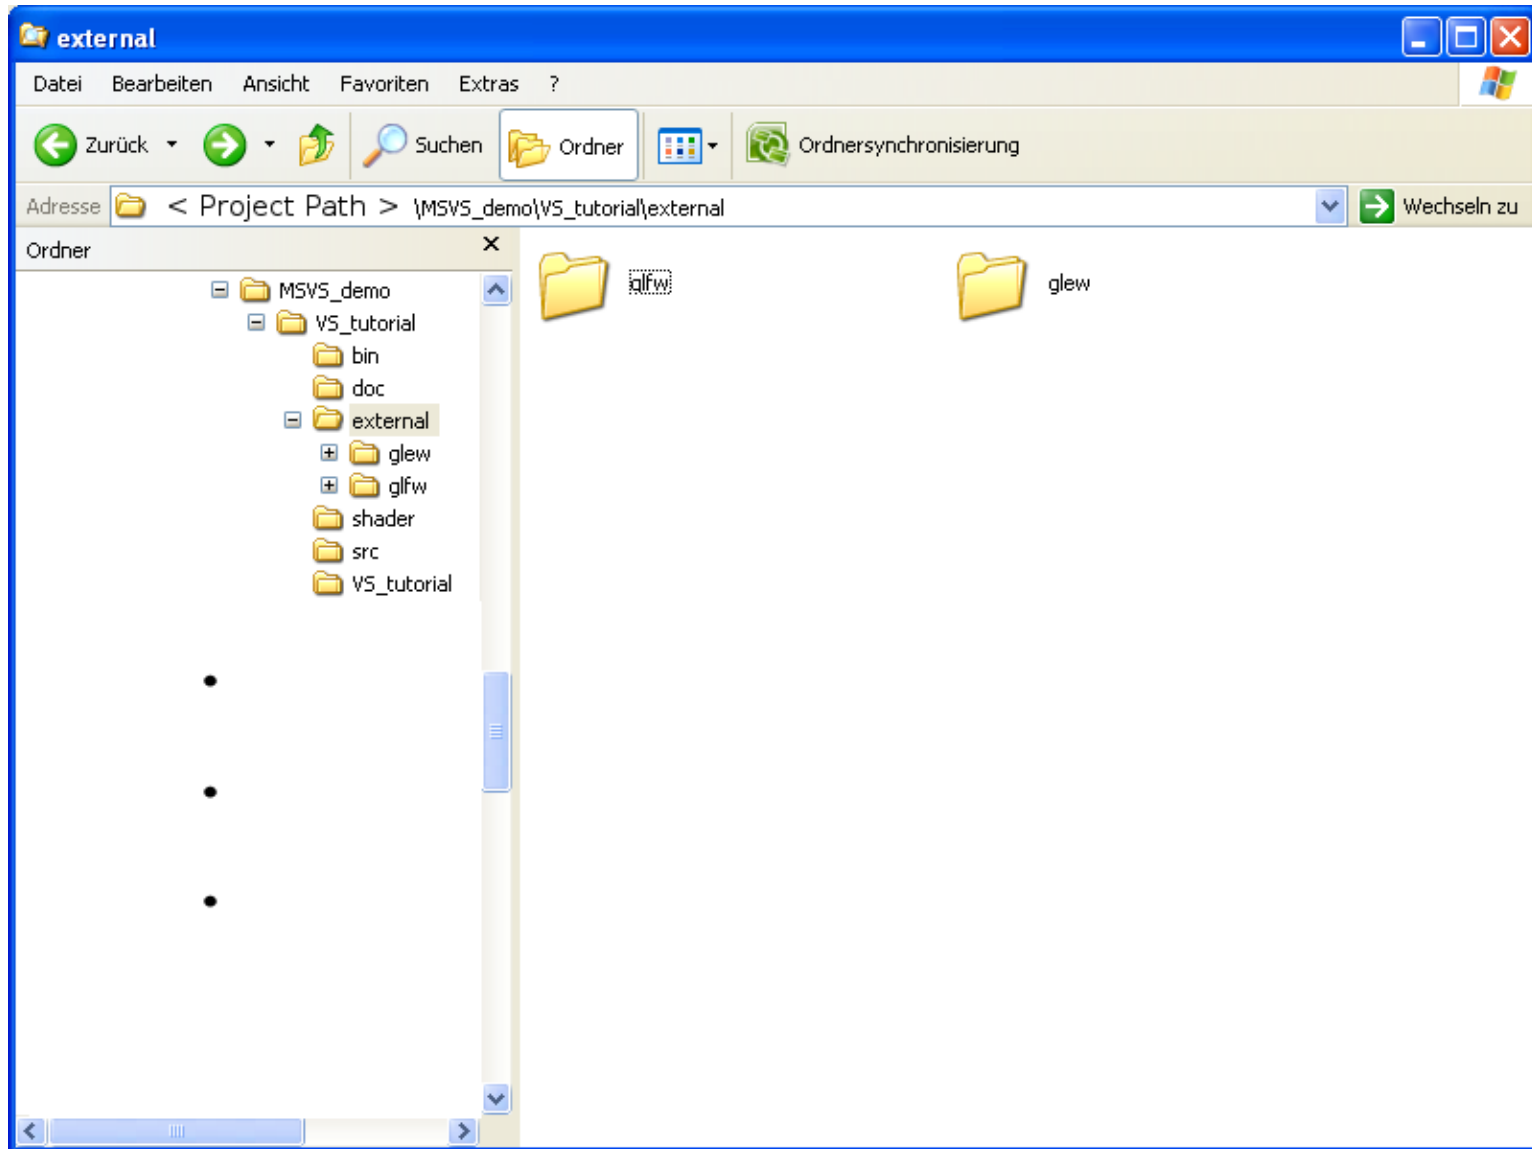 external
Datei Bearbeiten Ansicht Favoriten Extras ?
Zurück Suchen Ordner Ordnersynchronisierung
Adresse < Project Path > \MSVS_demo\VS_tutorial\external Wechseln zu
Ordner
MSVS_demo
VS_tutorial
bin
doc
external
glew
glfw
shader
src
VS_tutorial
glfw glew